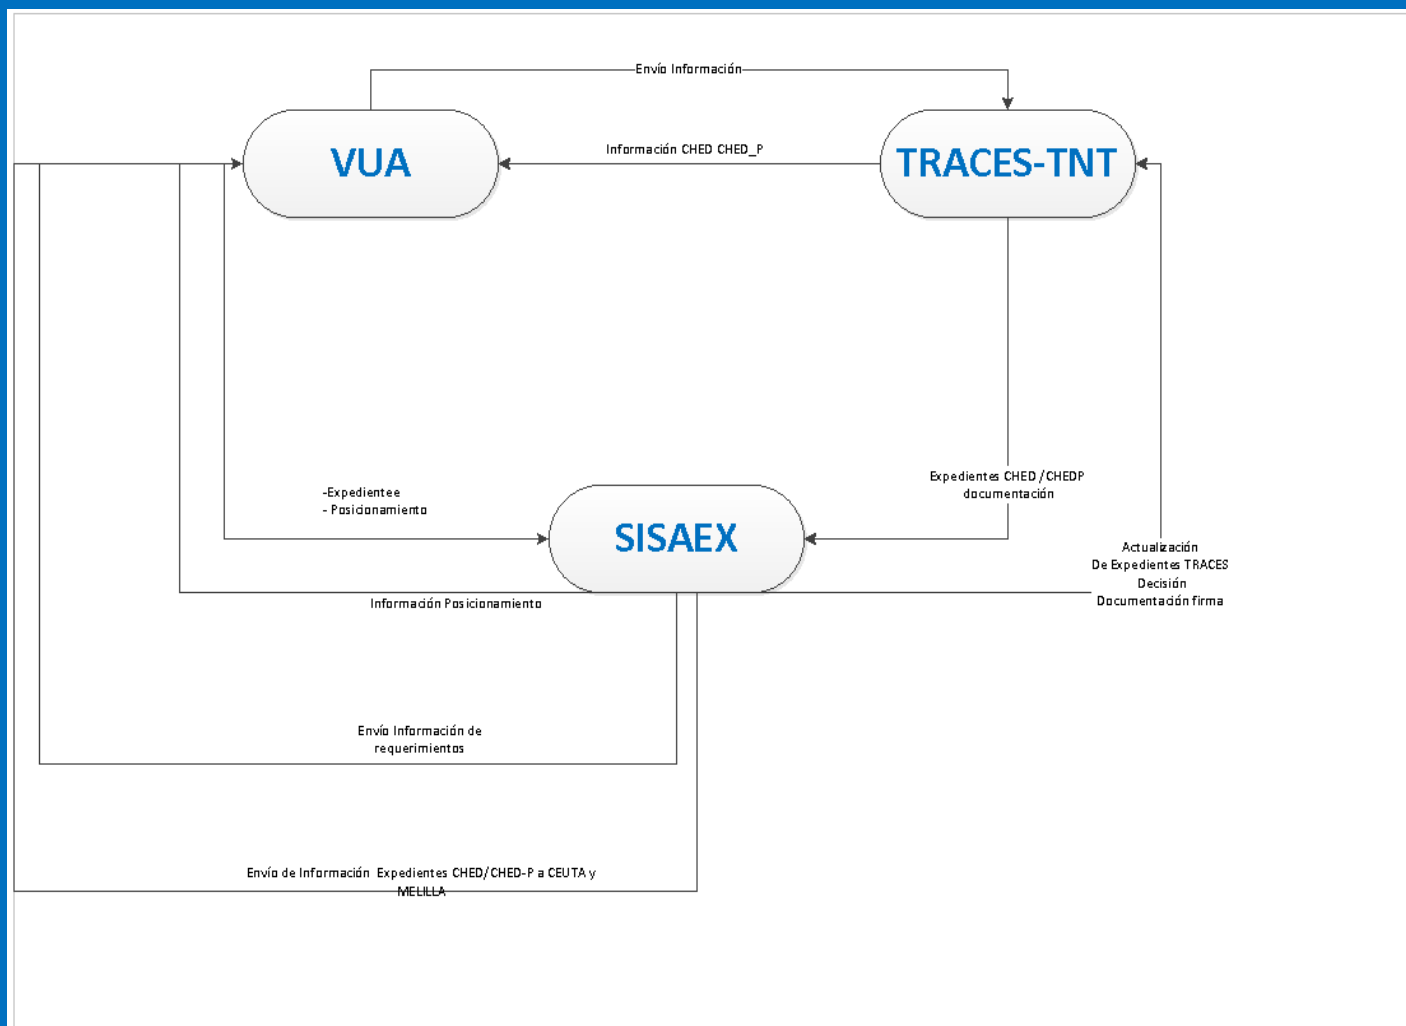 Envío Información
VUA
Información CHED CHED_P
TRACES-TNT
Expedientes CHED /CHEDP
documentación
-Expedientee
- Posicionamiento
SISAEX
Actualización
De Expedientes TRACES
Decisión
Documentación firma
Información Posicionamiento
Envío Información de
requerimientos
Envío de Información Expedientes CHED/CHED-P a CEUTA y
MELILLA